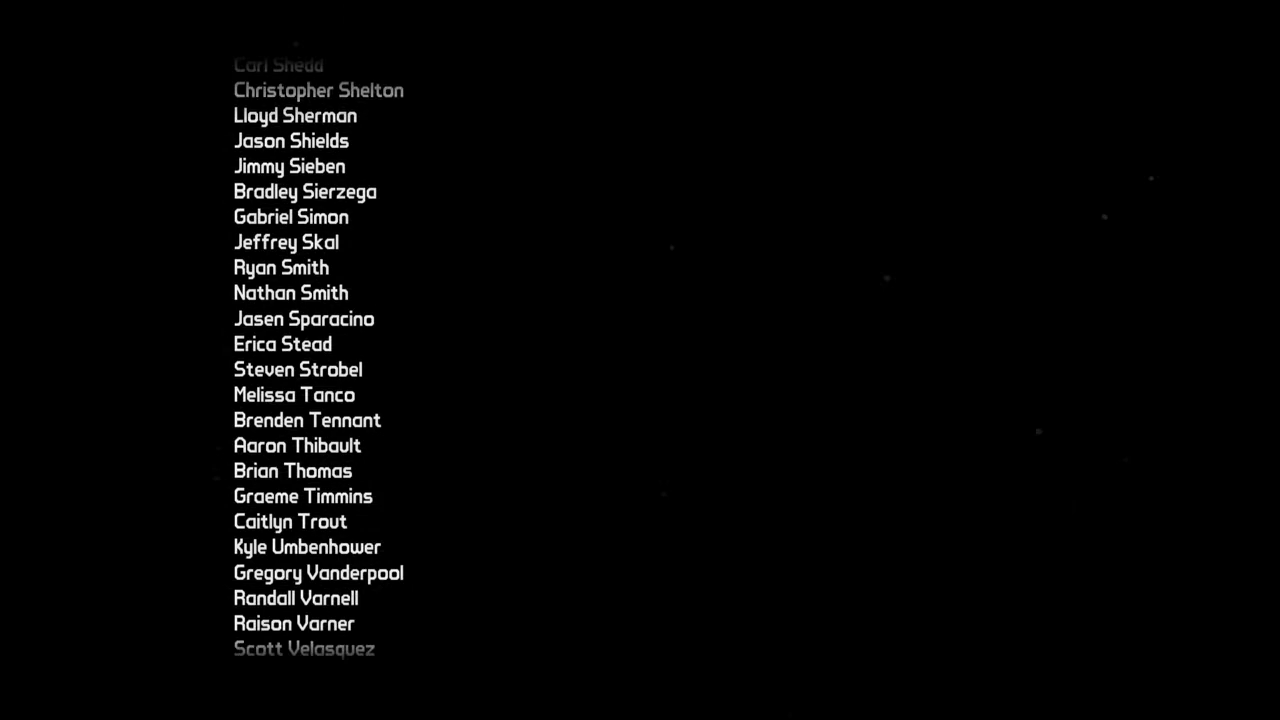 Carl Shedd
Christopher Shelton
Lloyd Sherman
Jason Shields
Jimmy Sieben
Bradley Sierzega
Gabriel Simon
Jeffrey Skal
Ryan Smith
Nathan Smith
Jasen Sparacino
Erica Stead
Steven Strobel
Melissa Tanco
Brenden Tennant
Aaron Thibault
Brian Thomas
Graeme Timmins
Caitlyn Trout
Kyle Umbenhower
Gregory Vanderpool
Randall Varnell
Raison Varner
Scott Velasquez